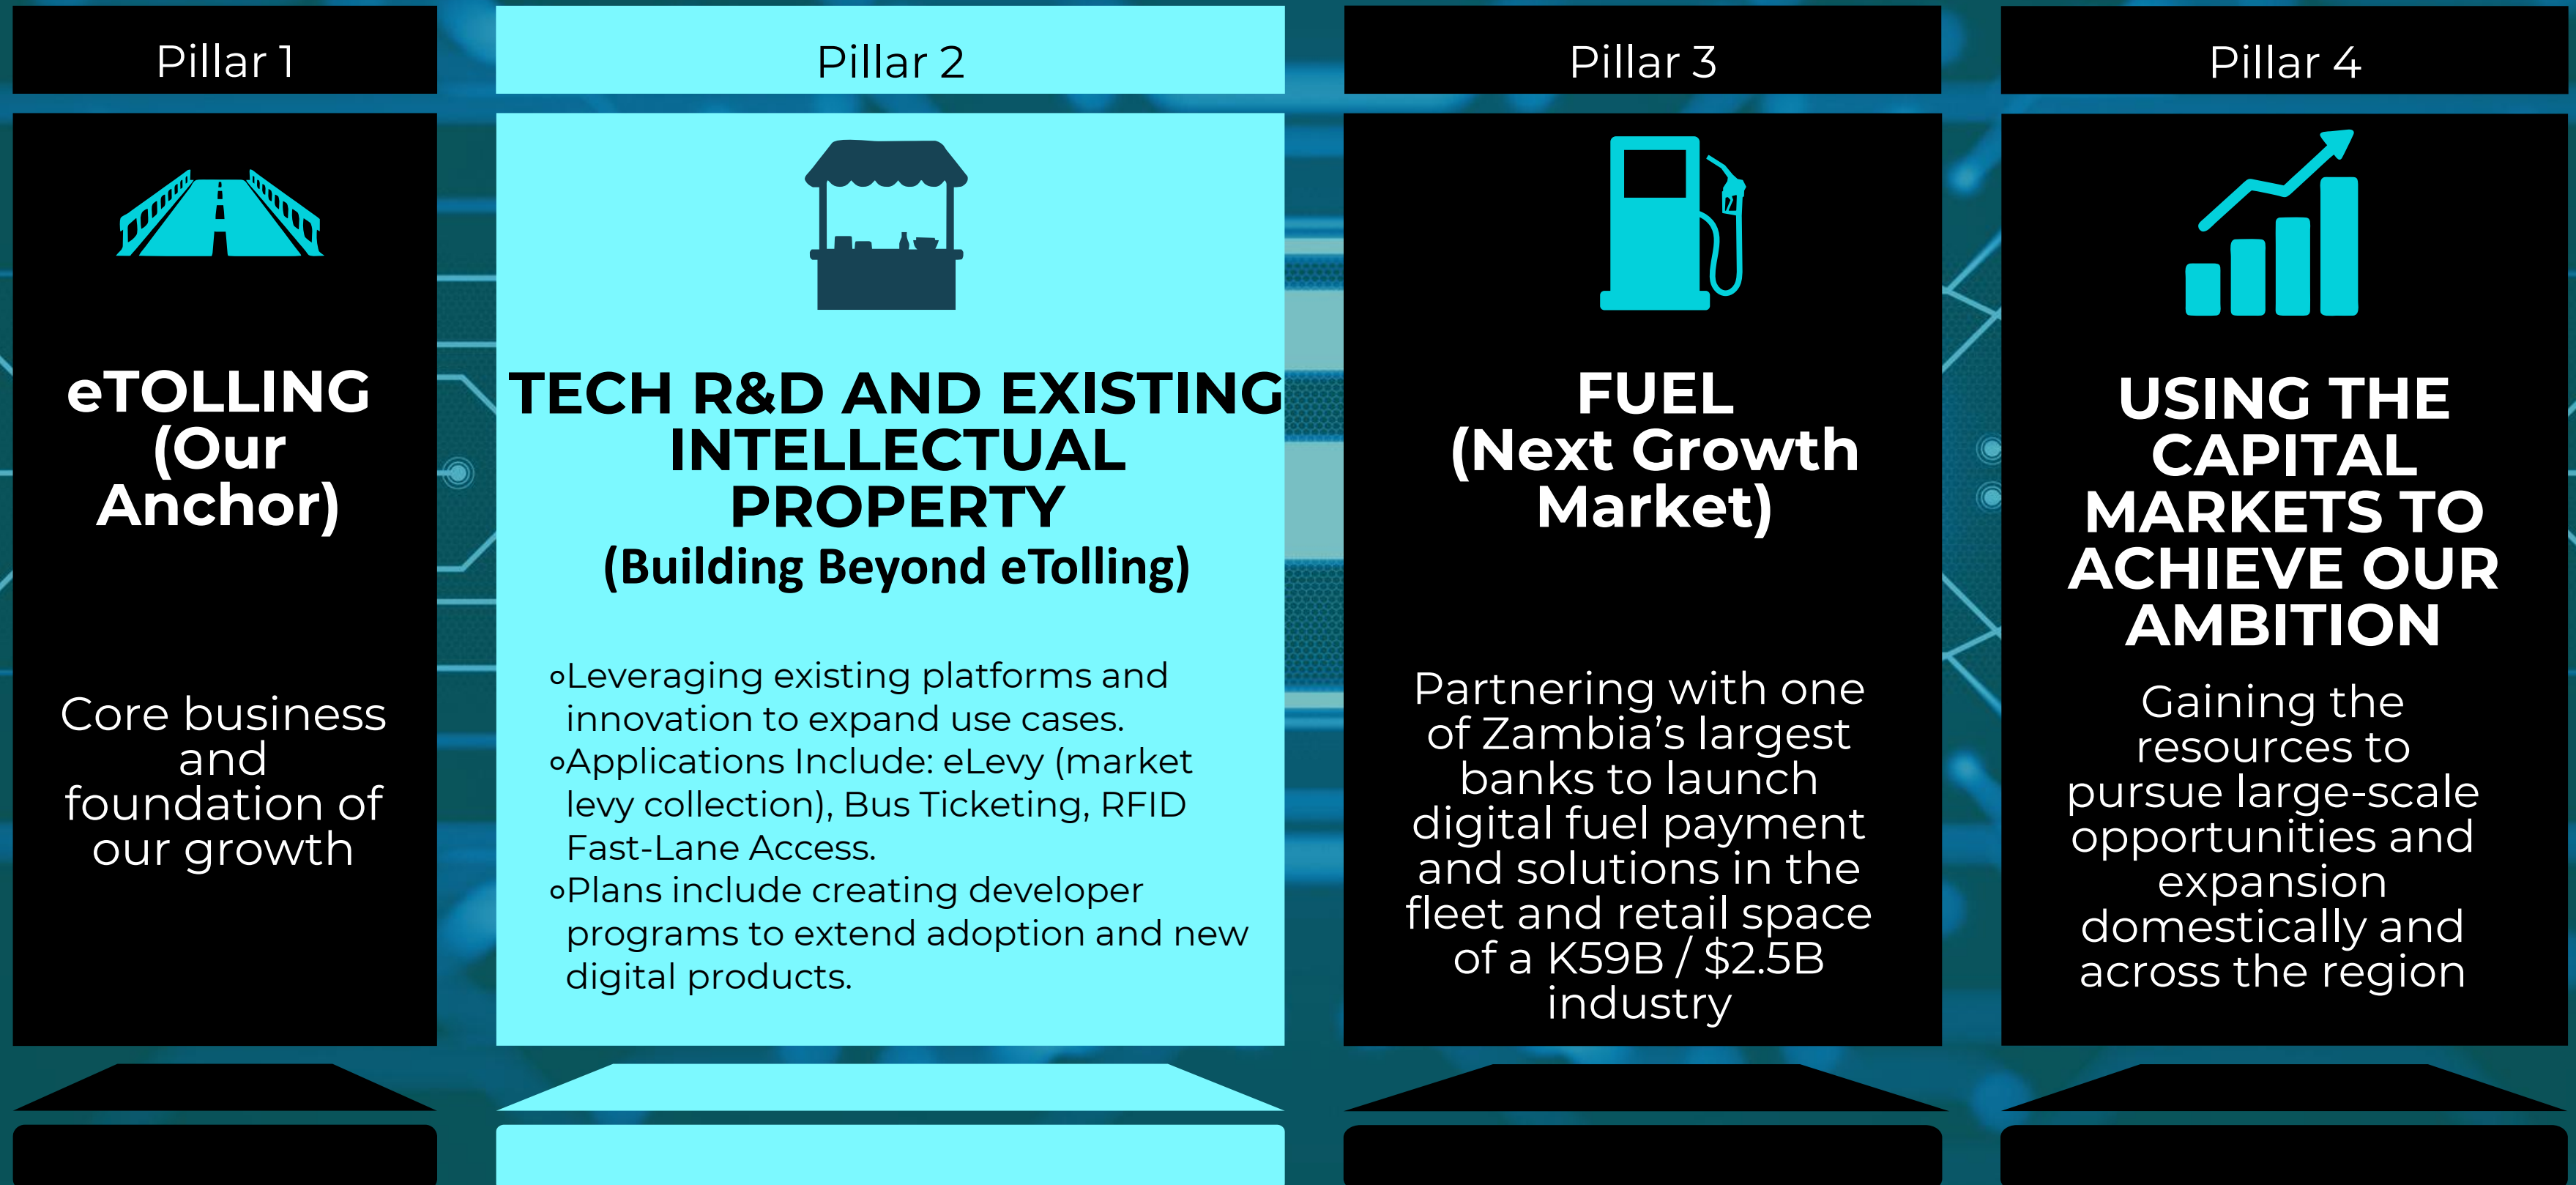 Pillar 1
eTOLLING
(Our
Anchor)
Core business
and
foundation of
our growth
Pillar 2
TECH R&D AND EXISTING
INTELLECTUAL
PROPERTY
(Building Beyond eTolling)
∘Leveraging existing platforms and
innovation to expand use cases.
∘Applications Include: eLevy (market
levy collection), Bus Ticketing, RFID
Fast-Lane Access.
∘Plans include creating developer
programs to extend adoption and new
digital products.
Pillar 3
FUEL
(Next Growth
Market)
Partnering with one
of Zambia’s largest
banks to launch
digital fuel payment
and solutions in the
fleet and retail space
of a K59B / $2.5B
industry
Pillar 4
USING THE
CAPITAL
MARKETS TO
ACHIEVE OUR
AMBITION
Gaining the
resources to
pursue large-scale
opportunities and
expansion
domestically and
across the region